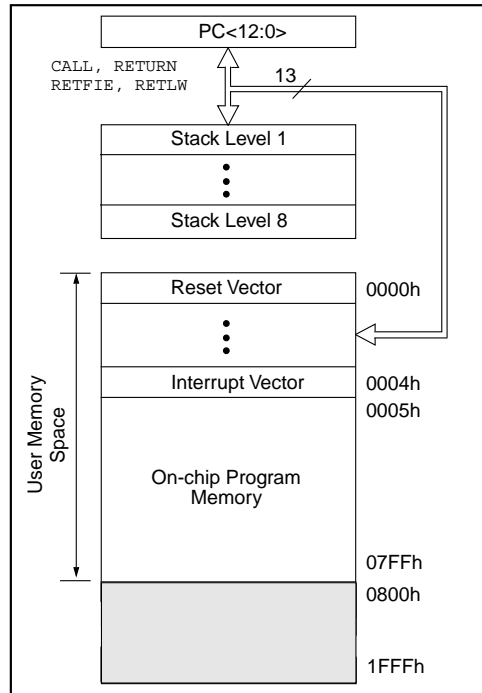 PC<12:0>
CALL, RETURN
RETFIE, RETLW
13
Stack Level 1
Stack Level 8
Reset Vector
0000h
Interrupt Vector
0004h
0005h
User Memory
Space
On-chip Program
Memory
07FFh
0800h
1FFFh